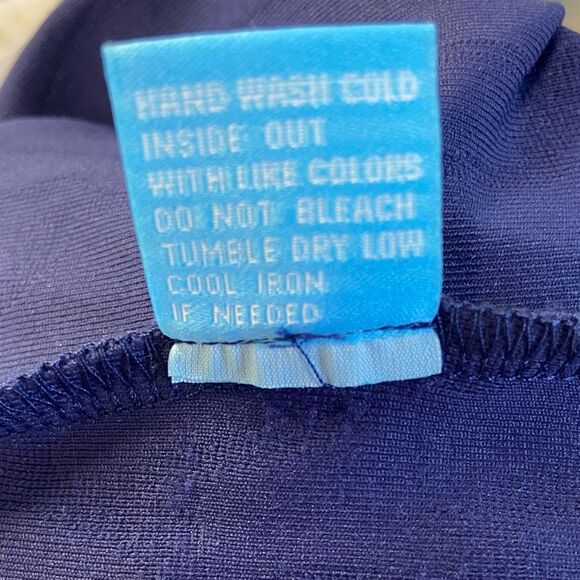 HAND WASH COLD
INSIDE OUT
WITH LIKE COLORS
DO NOT BLEACH
TUMBLE DRY LOW
COOL IRON
IF NEEDED